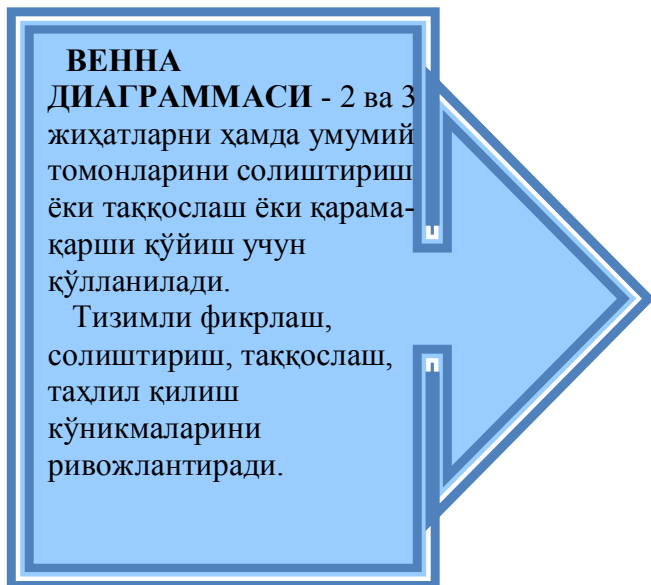 ВЕННА
ДИАГРАММАСИ - 2 ва 3
жиҳатларни ҳамда умумий
томонларини солиштириш
ёки таққослаш ёки қарама-
қарши қўйиш учун
қўлланилади.
Тизимли фикрлаш,
солиштириш, таққослаш,
таҳлил қилиш
кўникмаларини
ривожлантиради.